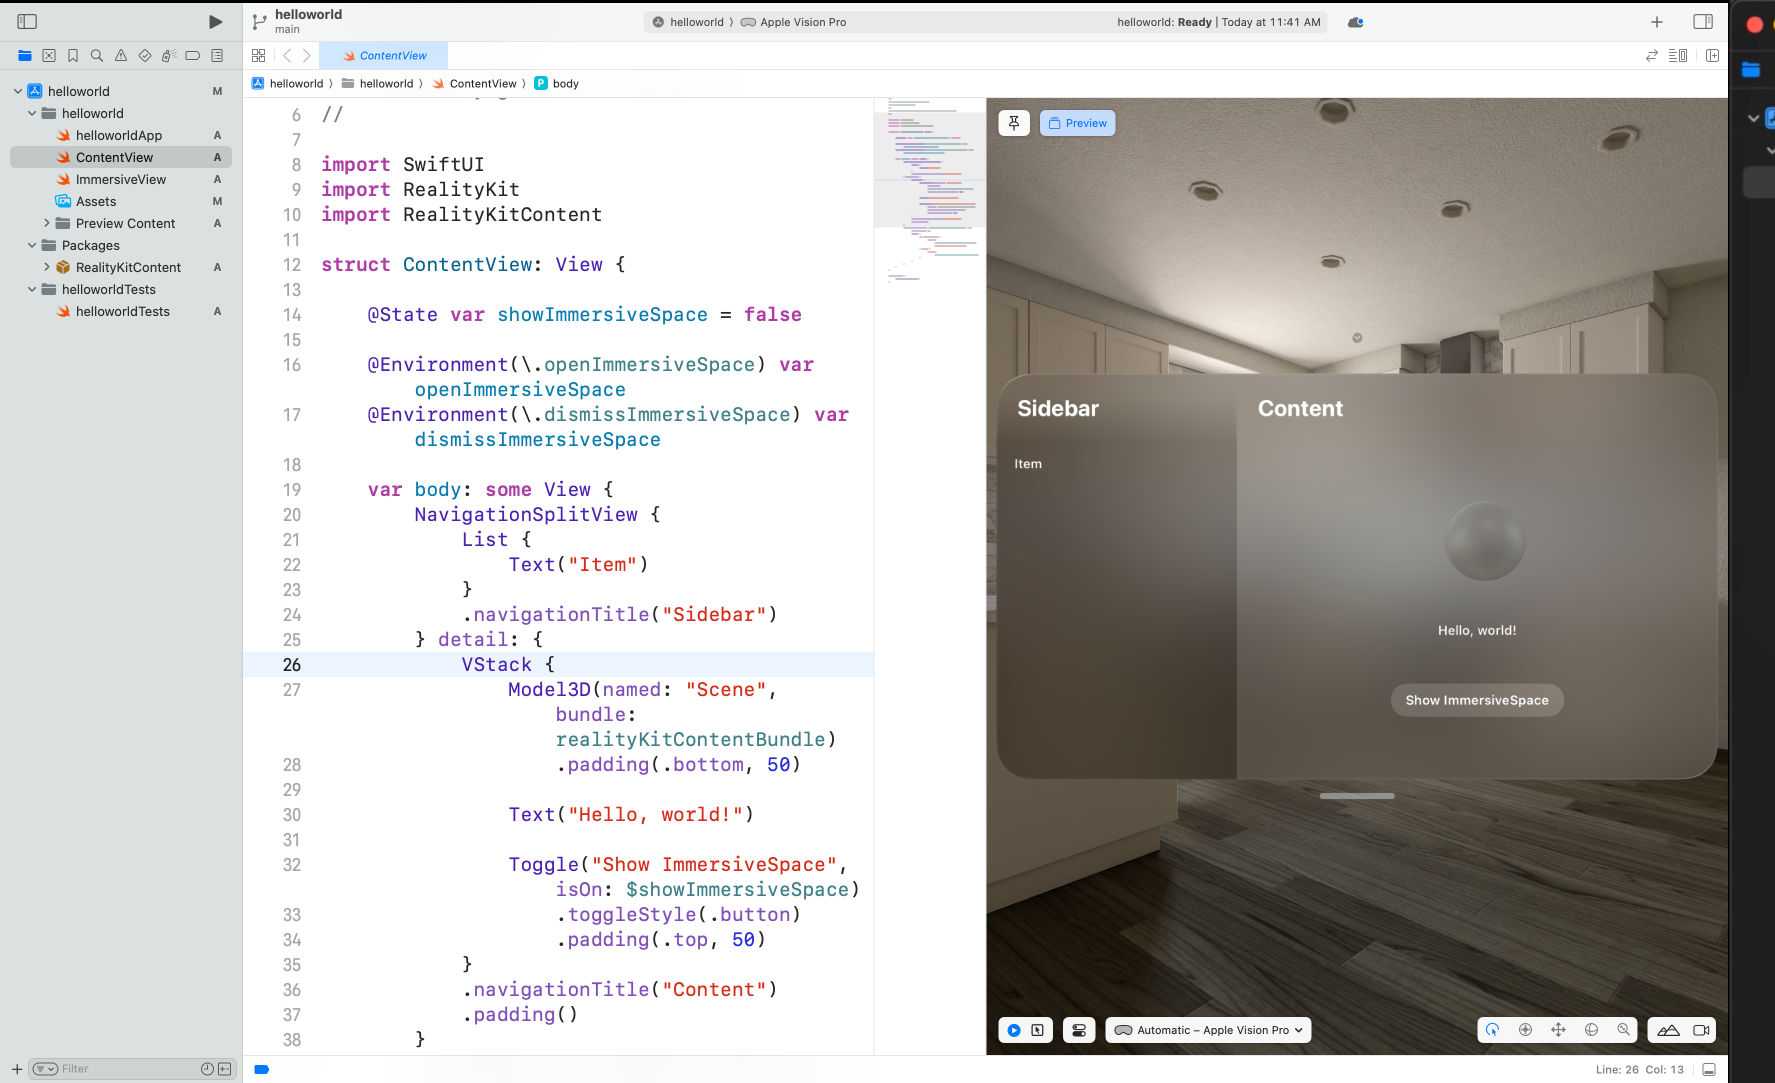 helloworld
main
helloworld
Apple Vision Pro
helloworld: Ready | Today at 11:41 AM
ContentView
helloworld
helloworld
ContentView
P
body
helloworld M
helloworld
helloworldApp A
ContentView A
ImmersiveView A
Assets M
Preview Content A
Packages
RealityKitContent A
helloworldTests
helloworldTests A
Filter
6 //
7
8 import SwiftUI
9 import RealityKit
10 import RealityKitContent
11
12 struct ContentView: View {
13
14 @State var showImmersiveSpace = false
15
16 @Environment(\.openImmersiveSpace) var
openImmersiveSpace
17 @Environment(\.dismissImmersiveSpace) var
dismissImmersiveSpace
18
19 var body: some View {
20 NavigationSplitView {
21 List {
22 Text("Item")
23 }
24 .navigationTitle("Sidebar")
25 } detail: {
26 VStack {
27 Model3D(named: "Scene",
bundle:
realityKitContentBundle)
28 .padding(.bottom, 50)
29
30 Text("Hello, world!")
31
32 Toggle("Show ImmersiveSpace",
isOn: $showImmersiveSpace)
33 .toggleStyle(.button)
34 .padding(.top, 50)
35 }
36 .navigationTitle("Content")
37 .padding()
38 }
Preview
Sidebar
Item
Content
Hello, world!
Show ImmersiveSpace
Automatic – Apple Vision Pro
Line: 26 Col: 13